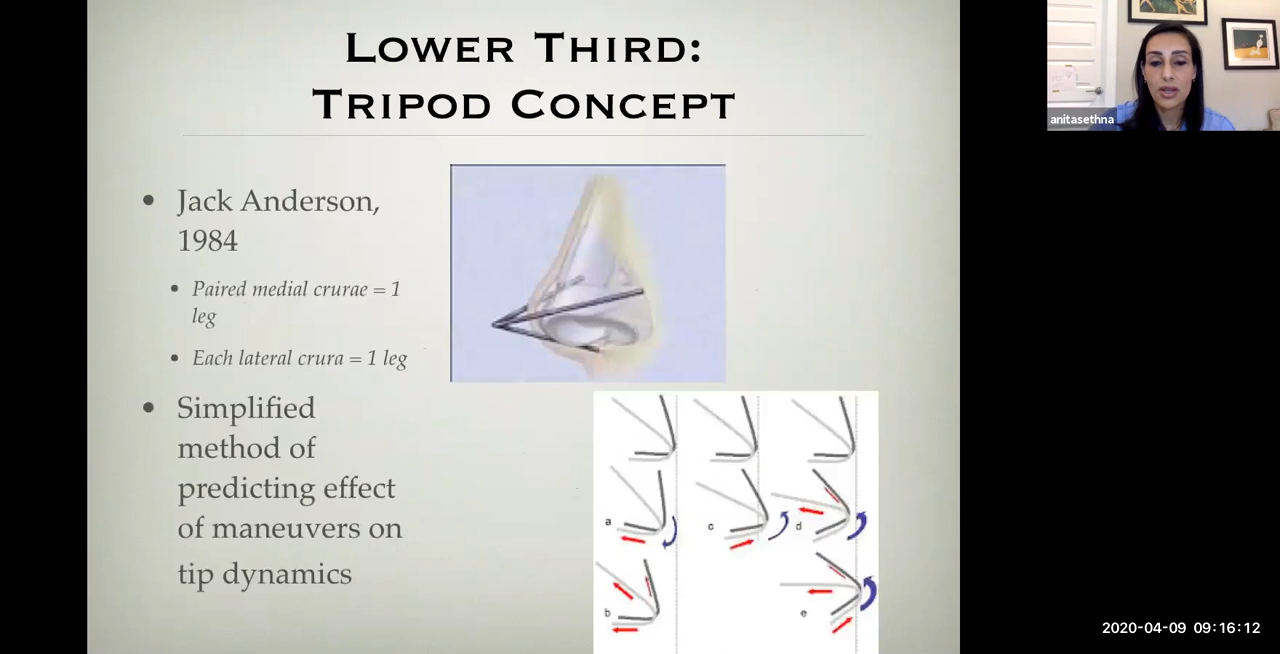 LOWER THIRD:
TRIPOD CONCEPT
anitasethna
• Jack Anderson,
1984
• Paired medial crurae = 1
leg
• Each lateral crura = 1 leg
• Simplified
method of
predicting effect
of maneuvers on
tip dynamics
a
c
d
b
e
2020-04-09 09:16:12